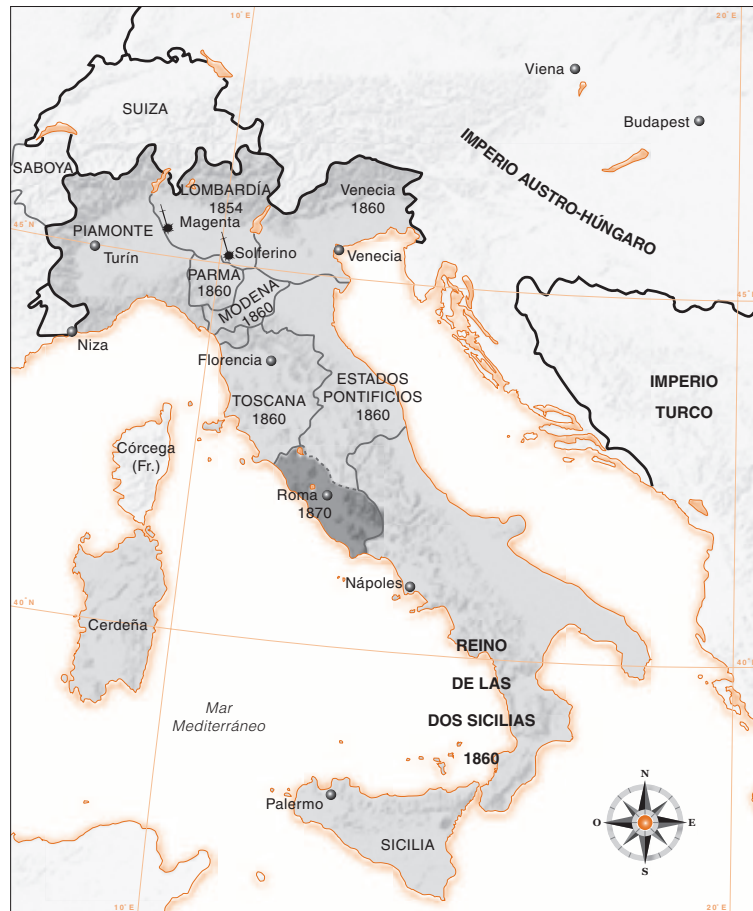 10° E
20° E
Viena
Budapest
SUIZA
IMPERIO AUSTRO-HÚNGARO
SABOYA
LOMBARDÍA
1854
Venecia
1860
45° N
Magenta
PIAMONTE
Turín
Solferino
Venecia
PARMA
1860
MODENA
1860
45° N
Niza
Florencia
ESTADOS
PONTIFICIOS
1860
IMPERIO
TURCO
TOSCANA
1860
Córcega
(Fr.)
Roma
1870
Nápoles
40° N
Cerdeña
REINO
DE LAS
DOS SICILIAS
1860
40° N
Mar
Mediterráneo
Palermo
SICILIA
N
O
E
S
10° E
20° E